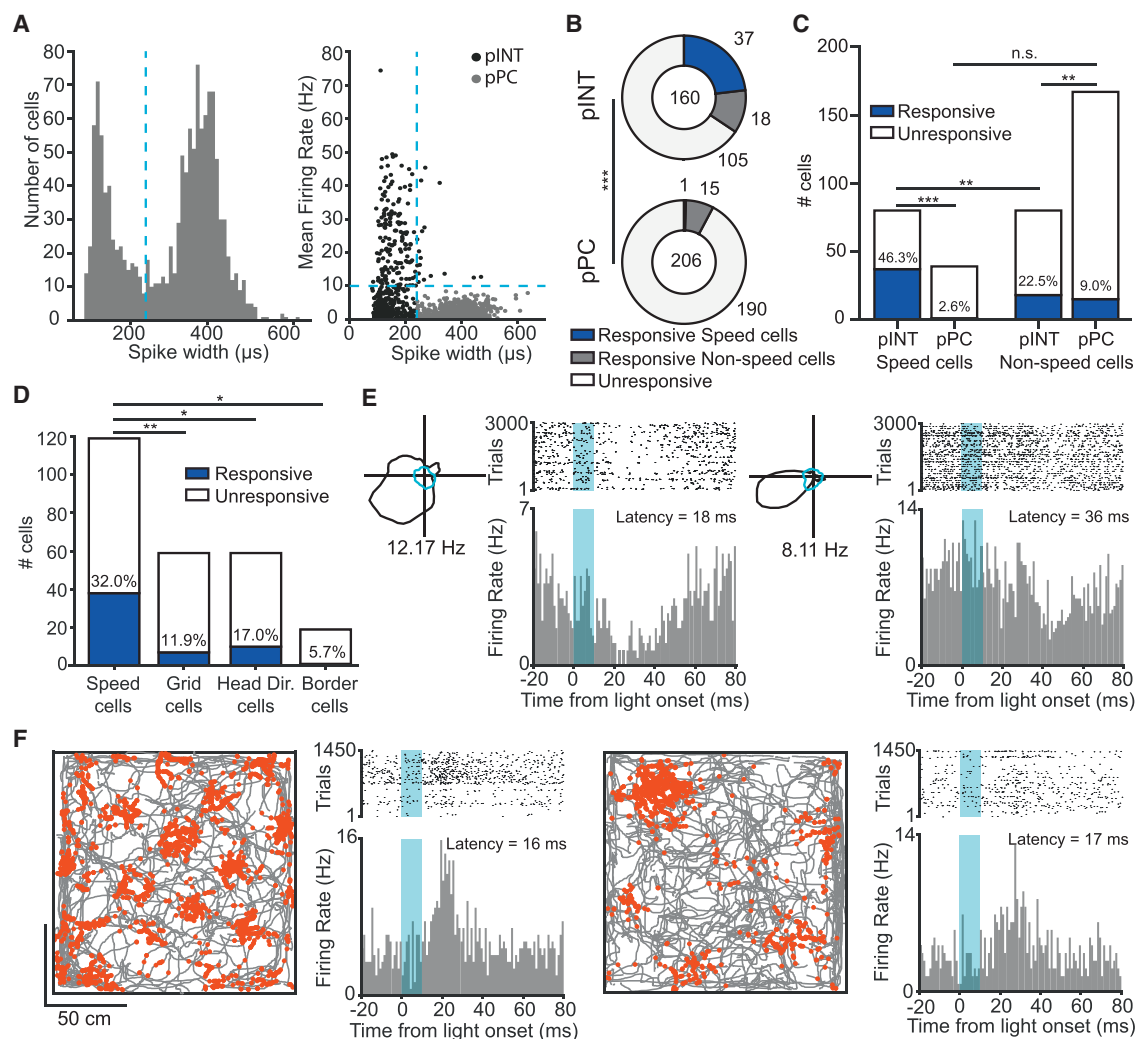 A
Number of cells
80
70
60
50
40
30
20
10
0
200
400
600
Spike width (µs)
Mean Firing Rate (Hz)
80
70
60
50
40
30
20
10
0
200
400
600
Spike width (µs)
pINT
pPC
B
pINT
160
37
18
105
***
pPC
206
1
15
190
Responsive Speed cells
Responsive Non-speed cells
Unresponsive
C
# cells
200
150
100
50
0
n.s.
**
Responsive
Unresponsive
**
***
46.3%
2.6%
22.5%
9.0%
pINT
pPC
pINT
pPC
Speed cells
Non-speed cells
D
# cells
120
100
80
60
40
20
0
*
*
**
Responsive
Unresponsive
32.0%
11.9%
17.0%
5.7%
Speed cells
Grid cells
Head Dir. cells
Border cells
E
12.17 Hz
Trials
3000
1
Firing Rate (Hz)
7
0
Latency = 18 ms
-20
0
20
40
60
80
Time from light onset (ms)
8.11 Hz
Trials
3000
1
Firing Rate (Hz)
14
0
Latency = 36 ms
-20
0
20
40
60
80
Time from light onset (ms)
F
50 cm
Trials
1450
1
Firing Rate (Hz)
16
0
Latency = 16 ms
-20
0
20
40
60
80
Time from light onset (ms)
Trials
1450
1
Firing Rate (Hz)
14
0
Latency = 17 ms
-20
0
20
40
60
80
Time from light onset (ms)